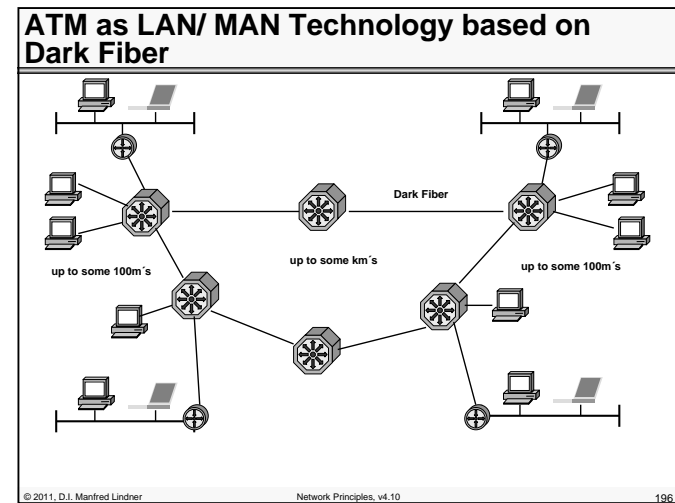 ATM as LAN/ MAN Technology based on
Dark Fiber
Dark Fiber
up to some km´s
up to some 100m´s
up to some 100m´s
© 2011, D.I. Manfred Lindner
Network Principles, v4.10
196